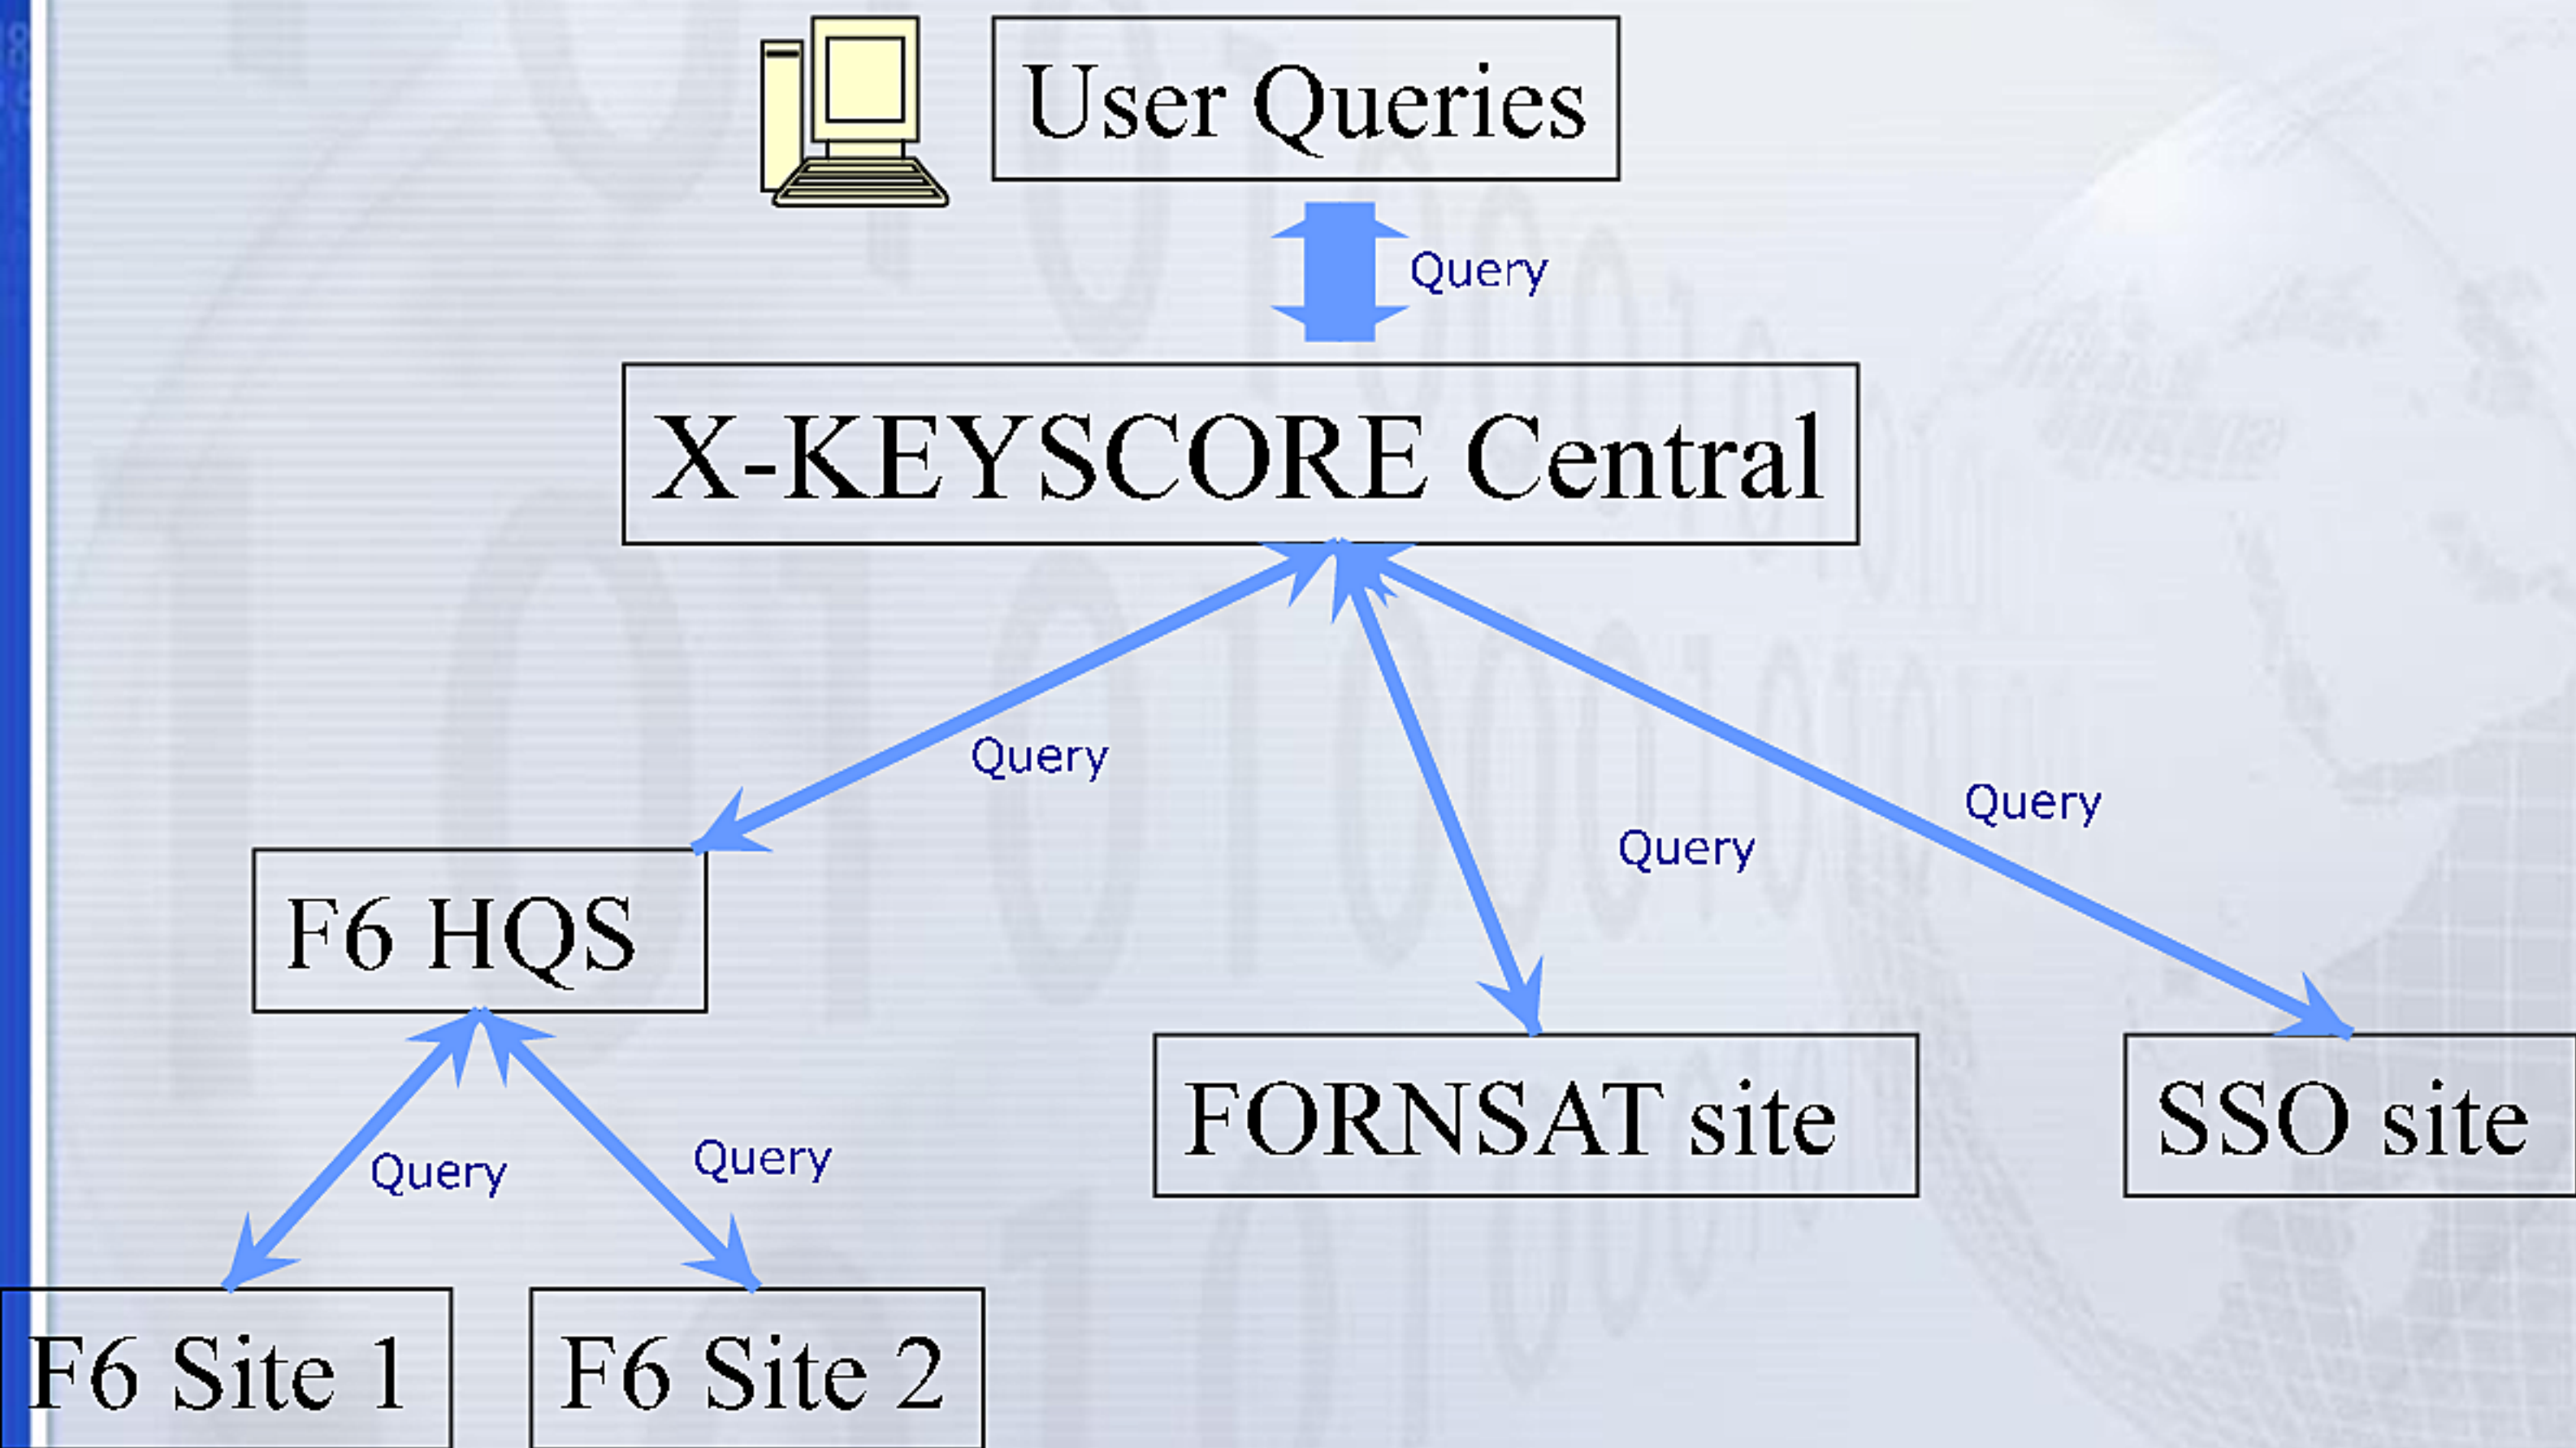 User Queries
Query
X-KEYSCORE Central
Query
Query
Query
F6 HQS
FORNSAT site
SSO site
Query
Query
F6 Site 1
F6 Site 2